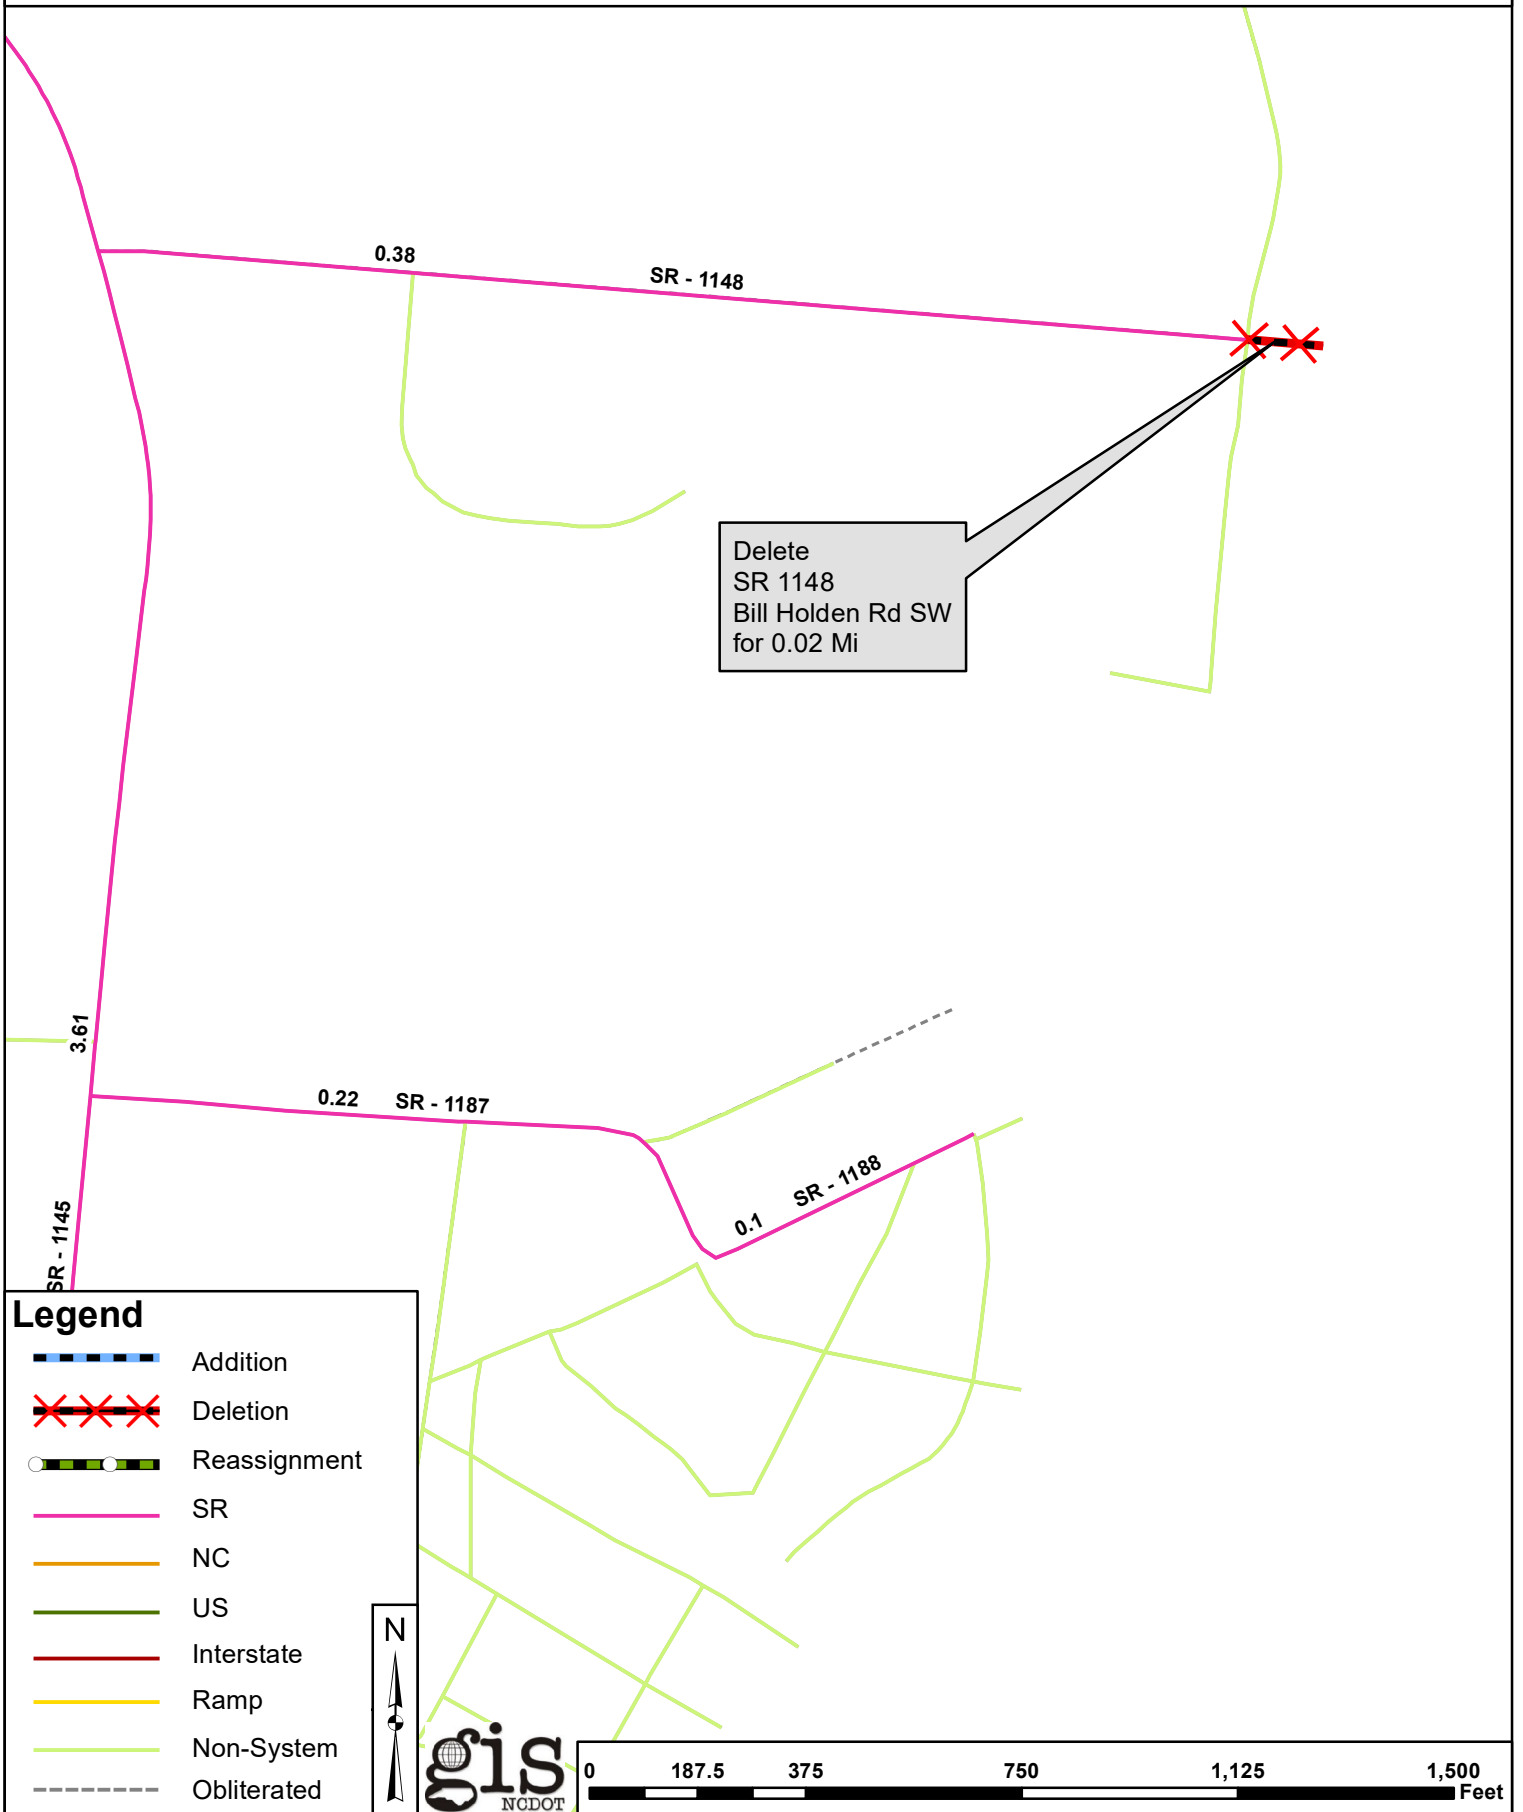 0.38
SR - 1148
Delete
SR 1148
Bill Holden Rd SW
for 0.02 Mi
3.61
0.22
SR - 1187
SR - 1188
0.1
SR - 1145
Legend
Addition
Deletion
Reassignment
SR
NC
US
Interstate
Ramp
Non-System
Obliterated
N
gis
NCDOT
0 187.5 375 750 1,125 1,500
Feet